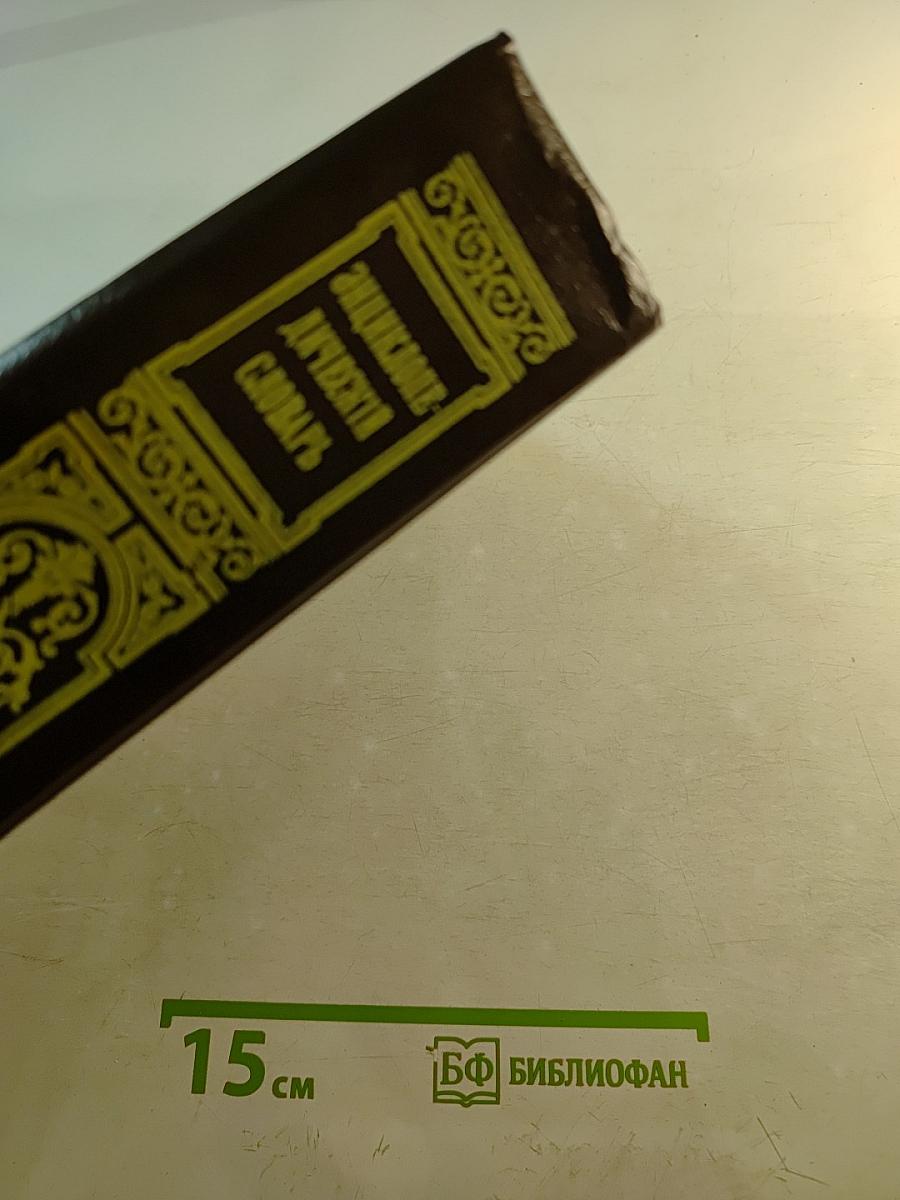 ЭНЦИКЛОПЕ-
ДИЧЕСКІЙ
СЛОВАРЬ
15 см
БФ БИБЛИОФАН